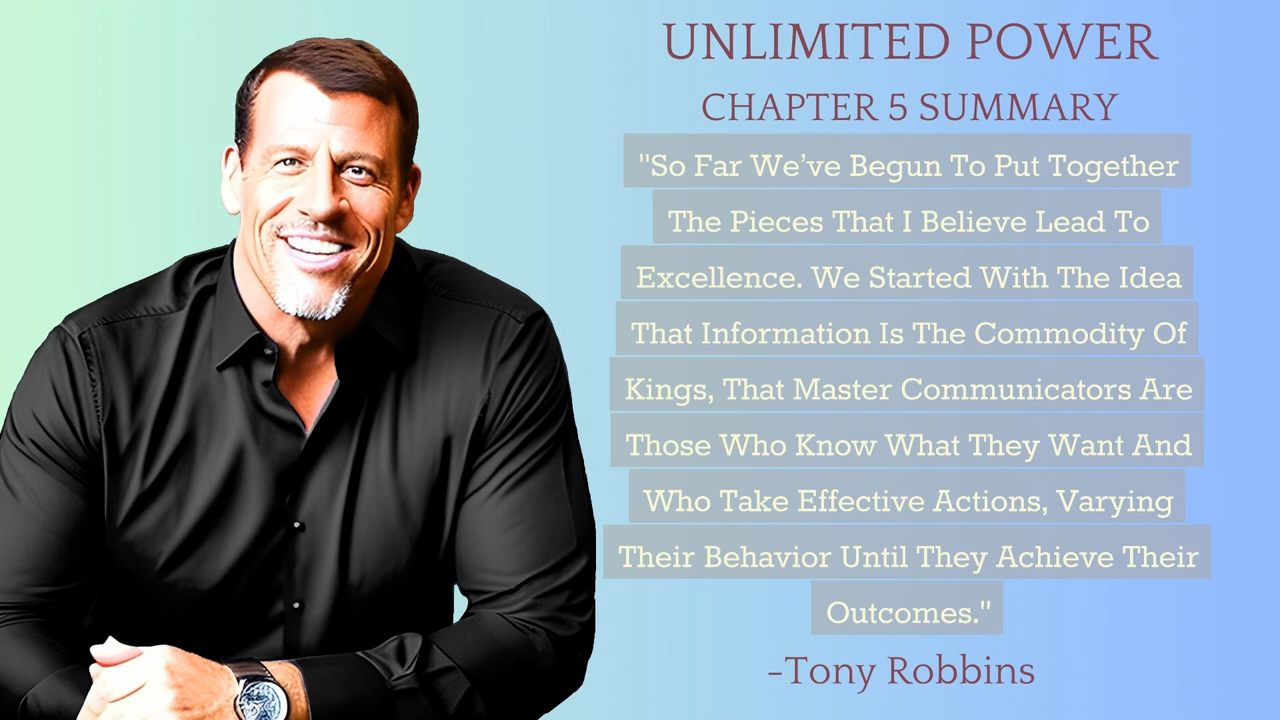 UNLIMITED POWER
CHAPTER 5 SUMMARY
"So Far We’ve Begun To Put Together
The Pieces That I Believe Lead To
Excellence. We Started With The Idea
That Information Is The Commodity Of
Kings, That Master Communicators Are
Those Who Know What They Want And
Who Take Effective Actions, Varying
Their Behavior Until They Achieve Their
Outcomes."
-Tony Robbins